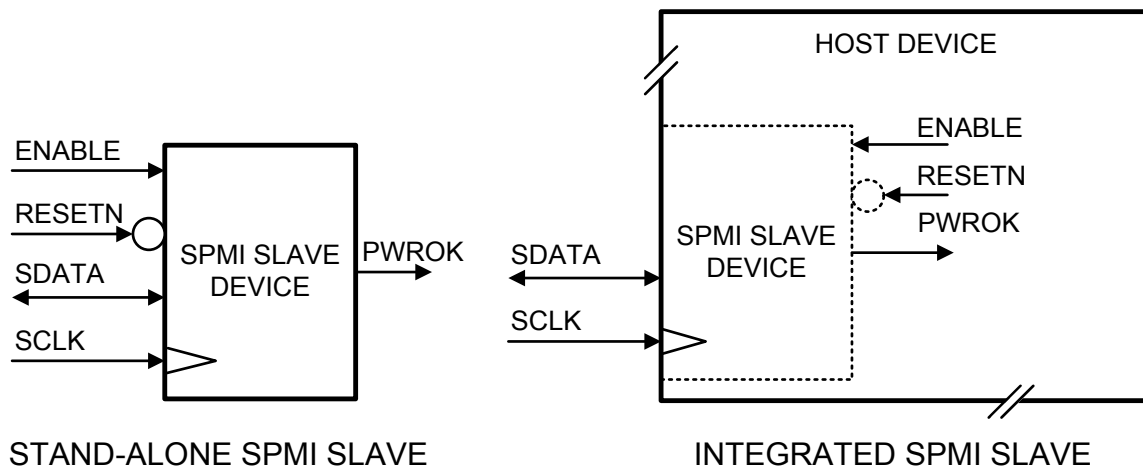 HOST DEVICE
ENABLE
RESETN
SDATA
SCLK
SPMI SLAVE
DEVICE
PWROK
ENABLE
RESETN
PWROK
SPMI SLAVE
DEVICE
SDATA
SCLK
STAND-ALONE SPMI SLAVE
INTEGRATED SPMI SLAVE